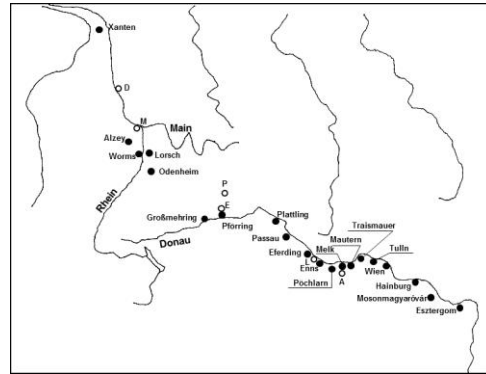 Xanten
D
M
Main
Alzey
Worms
Lorsch
Odenheim
Rhein
P
E
Großmehring
Pförring
Donau
Plattling
Passau
Eferding
L
Enns
Pöchlarn
Melk
Mautern
Traismauer
A
Tulln
Wien
Hainburg
Mosonmagyaróvár
Esztergom